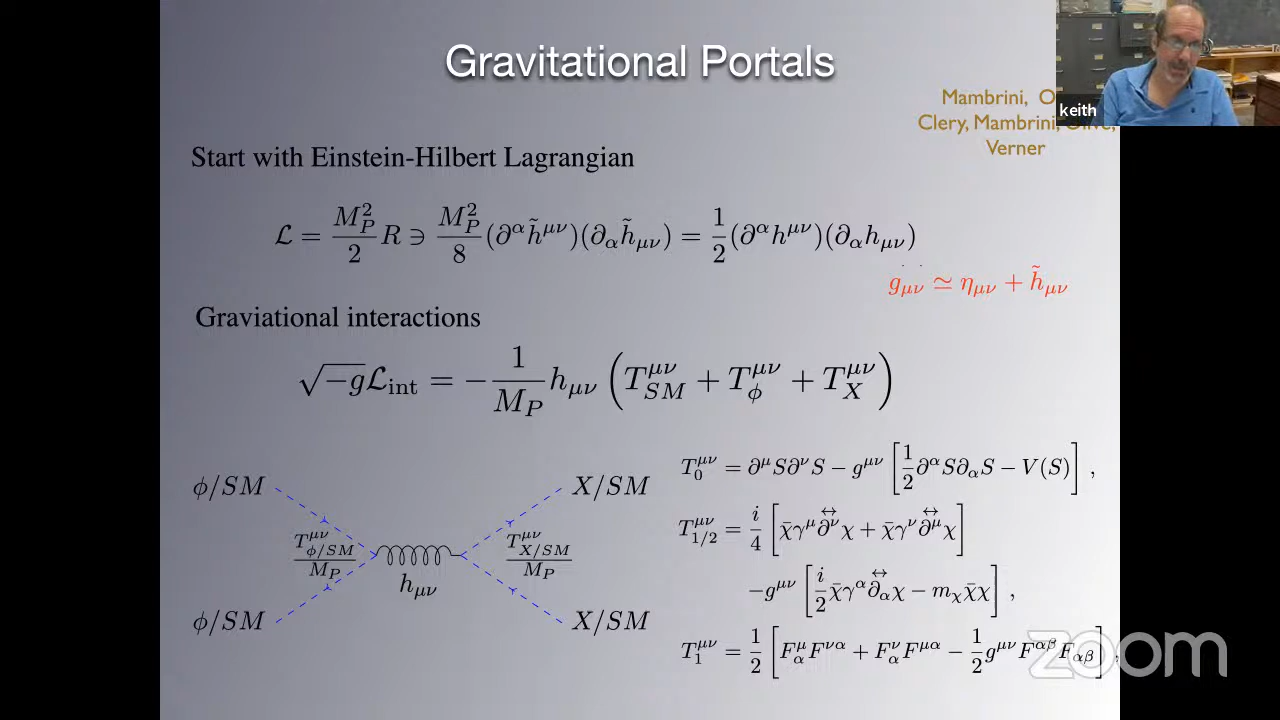 Gravitational Portals
Mambrini,
keith
Clery, Mambrini, Olive,
Verner
Start with Einstein-Hilbert Lagrangian
ℒ = M_P^2/2 R ∋ M_P^2/8 (∂^α h̃^{μν})(∂_α h̃_{μν}) = 1/2 (∂^α h^{μν})(∂_α h_{μν})
g_{μν} ≃ η_{μν} + h̃_{μν}
Graviational interactions
√−g ℒ_int = − 1/M_P h_{μν} (T^{μν}_{SM} + T^{μν}_ϕ + T^{μν}_X)
T^{μν}_0 = ∂^μ S ∂^ν S − g^{μν} [1/2 ∂^α S ∂_α S − V(S)] ,
ϕ/SM X/SM
T^{μν}_{1/2} = i/4 [χ̄γ^μ ∂↔^ν χ + χ̄γ^ν ∂↔^μ χ]
T^{μν}_{ϕ/SM}/M_P h_{μν} T^{μν}_{X/SM}/M_P
−g^{μν} [i/2 χ̄γ^α ∂↔_α χ − m_χ χ̄χ] ,
ϕ/SM X/SM
T^{μν}_1 = 1/2 [F^μ_α F^{να} + F^ν_α F^{μα} − 1/2 g^{μν} F^{αβ} F_{αβ}] ,
zoom